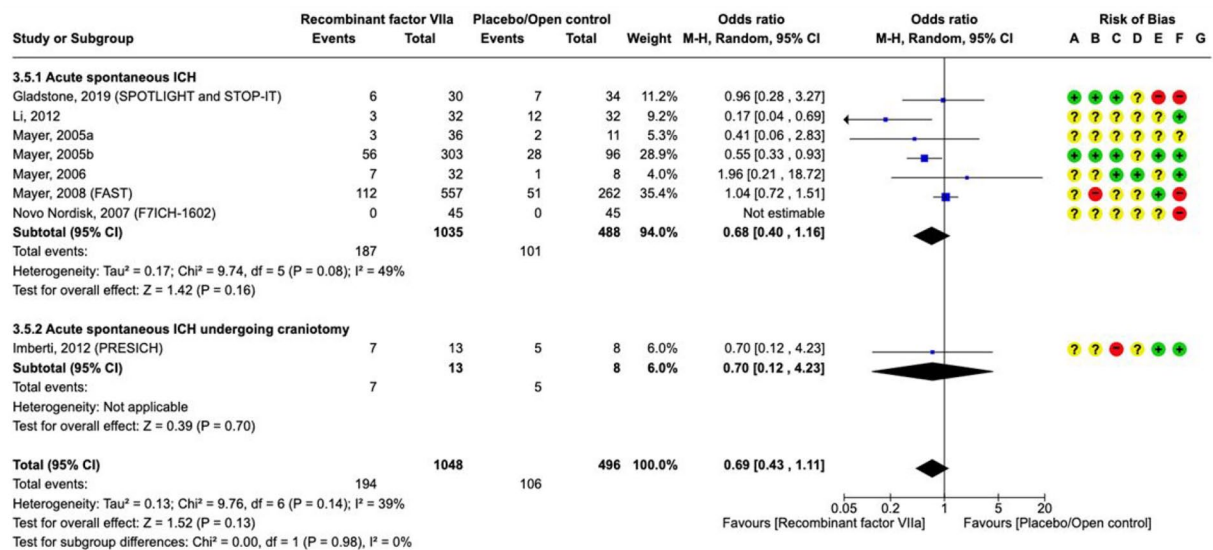 Recombinant factor VIIa Placebo/Open control Odds ratio Odds ratio Risk of Bias
Study or Subgroup Events Total Events Total Weight M-H, Random, 95% CI M-H, Random, 95% CI A B C D E F G
3.5.1 Acute spontaneous ICH
Gladstone, 2019 (SPOTLIGHT and STOP-IT) 6 30 7 34 11.2% 0.96 [0.28 , 3.27] + + + ? - -
Li, 2012 3 32 12 32 9.2% 0.17 [0.04 , 0.69] ? ? ? ? ? +
Mayer, 2005a 3 36 2 11 5.3% 0.41 [0.06 , 2.83] ? ? ? ? ? ?
Mayer, 2005b 56 303 28 96 28.9% 0.55 [0.33 , 0.93] + + + ? + +
Mayer, 2006 7 32 1 8 4.0% 1.96 [0.21 , 18.72] ? ? + + ? +
Mayer, 2008 (FAST) 112 557 51 262 35.4% 1.04 [0.72 , 1.51] ? - ? ? + -
Novo Nordisk, 2007 (F7ICH-1602) 0 45 0 45 Not estimable ? ? ? ? ? -
Subtotal (95% CI) 1035 488 94.0% 0.68 [0.40 , 1.16]
Total events: 187 101
Heterogeneity: Tau² = 0.17; Chi² = 9.74, df = 5 (P = 0.08); I² = 49%
Test for overall effect: Z = 1.42 (P = 0.16)
3.5.2 Acute spontaneous ICH undergoing craniotomy
Imberti, 2012 (PRESICH) 7 13 5 8 6.0% 0.70 [0.12 , 4.23] ? ? - ? + +
Subtotal (95% CI) 13 8 6.0% 0.70 [0.12 , 4.23]
Total events: 7 5
Heterogeneity: Not applicable
Test for overall effect: Z = 0.39 (P = 0.70)
Total (95% CI) 1048 496 100.0% 0.69 [0.43 , 1.11]
Total events: 194 106
Heterogeneity: Tau² = 0.13; Chi² = 9.76, df = 6 (P = 0.14); I² = 39%
0.05 0.2 1 5 20
Test for overall effect: Z = 1.52 (P = 0.13) Favours [Recombinant factor VIIa] Favours [Placebo/Open control]
Test for subgroup differences: Chi² = 0.00, df = 1 (P = 0.98), I² = 0%